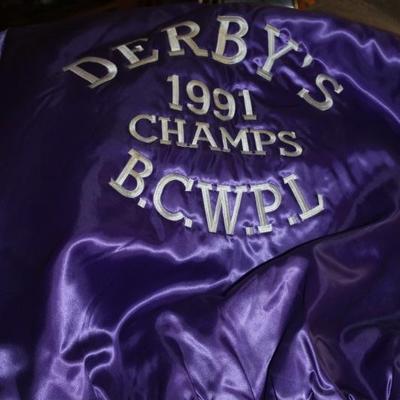 DERBY'S
1991
CHAMPS
B.C.W.P.L